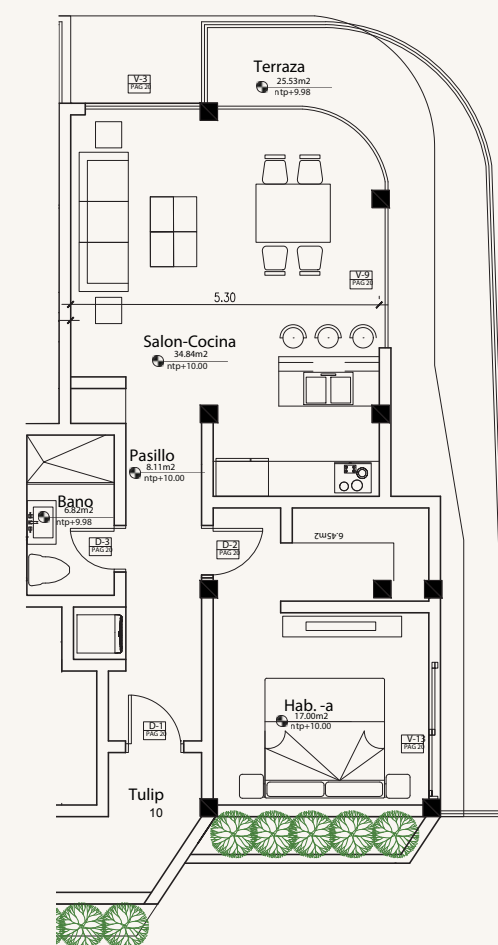 Terraza
25.53m2
ntp+9.98
V-3
PAG 20
V-9
PAG 20
5.30
Salon-Cocina
34.84m2
ntp+10.00
Pasillo
8.11m2
ntp+10.00
Bano
6.82m2
ntp+9.98
D-3
PAG 20
D-2
PAG 20
6.45m2
Hab. -a
17.00m2
ntp+10.00
D-1
PAG 20
V-13
PAG 20
Tulip
10